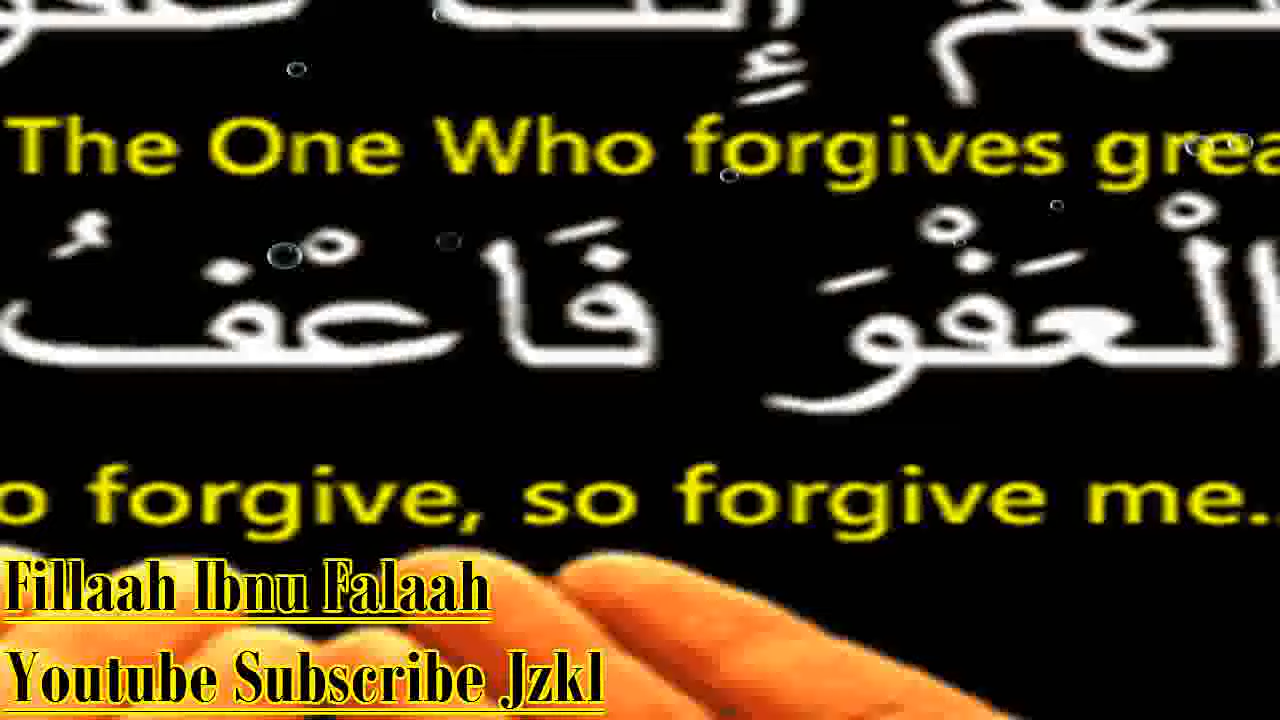 The One Who forgives grea
الْعَفْوَ فَاعْفُ
o forgive, so forgive me..
Fillaah Ibnu Falaah
Youtube Subscribe Jzkl